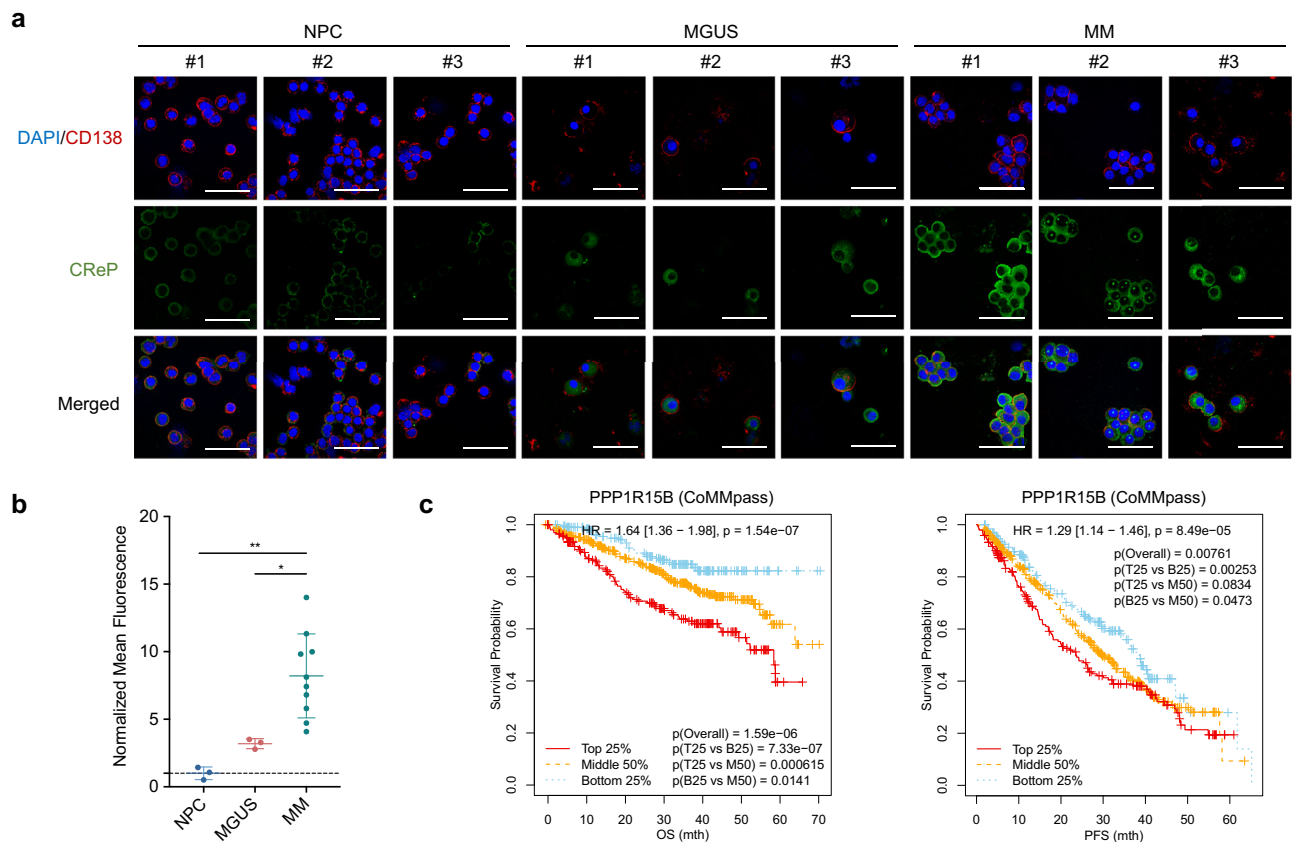 a
NPC MGUS MM
#1 #2 #3 #1 #2 #3 #1 #2 #3
DAPI/CD138
CReP
Merged
b
Normalized Mean Fluorescence
20
15
10
5
0
**
*
NPC MGUS MM
c
PPP1R15B (CoMMpass)
HR = 1.64 [1.36 − 1.98], p = 1.54e−07
Survival Probability
1.0
0.8
0.6
0.4
0.2
0.0
p(Overall) = 1.59e−06
p(T25 vs B25) = 7.33e−07
p(T25 vs M50) = 0.000615
p(B25 vs M50) = 0.0141
Top 25%
Middle 50%
Bottom 25%
0 10 20 30 40 50 60 70
OS (mth)
PPP1R15B (CoMMpass)
HR = 1.29 [1.14 − 1.46], p = 8.49e−05
p(Overall) = 0.00761
p(T25 vs B25) = 0.00253
p(T25 vs M50) = 0.0834
p(B25 vs M50) = 0.0473
Survival Probability
1.0
0.8
0.6
0.4
0.2
0.0
Top 25%
Middle 50%
Bottom 25%
0 10 20 30 40 50 60
PFS (mth)